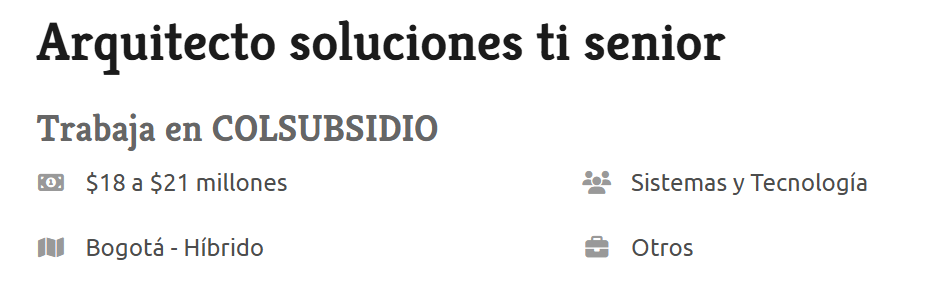 Arquitecto soluciones ti senior
Trabaja en COLSUBSIDIO
$18 a $21 millones
Sistemas y Tecnología
Bogotá - Híbrido
Otros